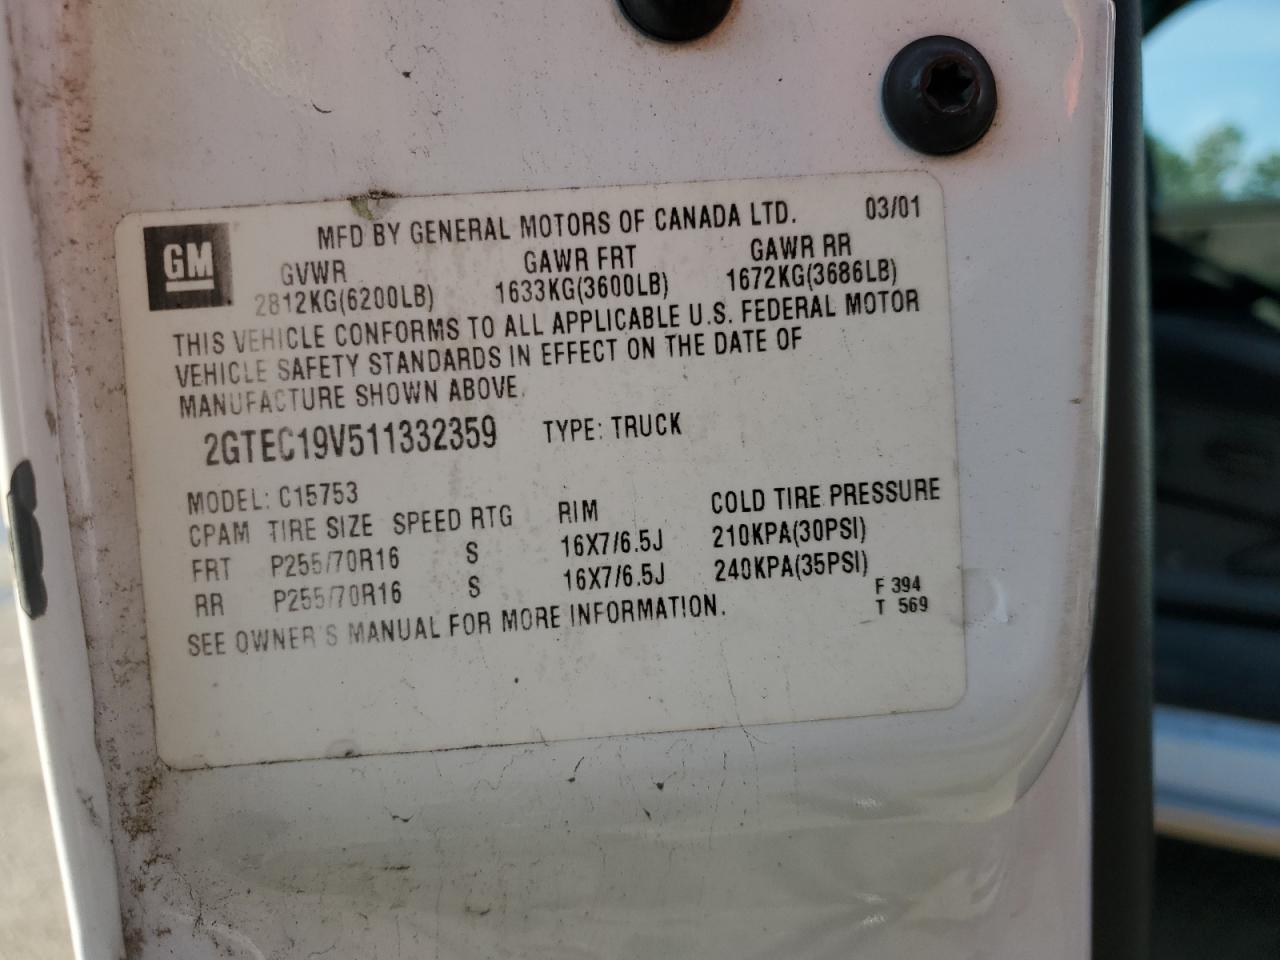 GM
MFD BY GENERAL MOTORS OF CANADA LTD. 03/01
GVWR GAWR FRT GAWR RR
2812KG(6200LB) 1633KG(3600LB) 1672KG(3686LB)
THIS VEHICLE CONFORMS TO ALL APPLICABLE U.S. FEDERAL MOTOR
VEHICLE SAFETY STANDARDS IN EFFECT ON THE DATE OF
MANUFACTURE SHOWN ABOVE.
2GTEC19V511332359 TYPE: TRUCK
MODEL: C15753
CPAM TIRE SIZE SPEED RTG RIM COLD TIRE PRESSURE
FRT P255/70R16 S 16X7/6.5J 210KPA(30PSI)
RR P255/70R16 S 16X7/6.5J 240KPA(35PSI)
SEE OWNER'S MANUAL FOR MORE INFORMATION.
F 394
T 569